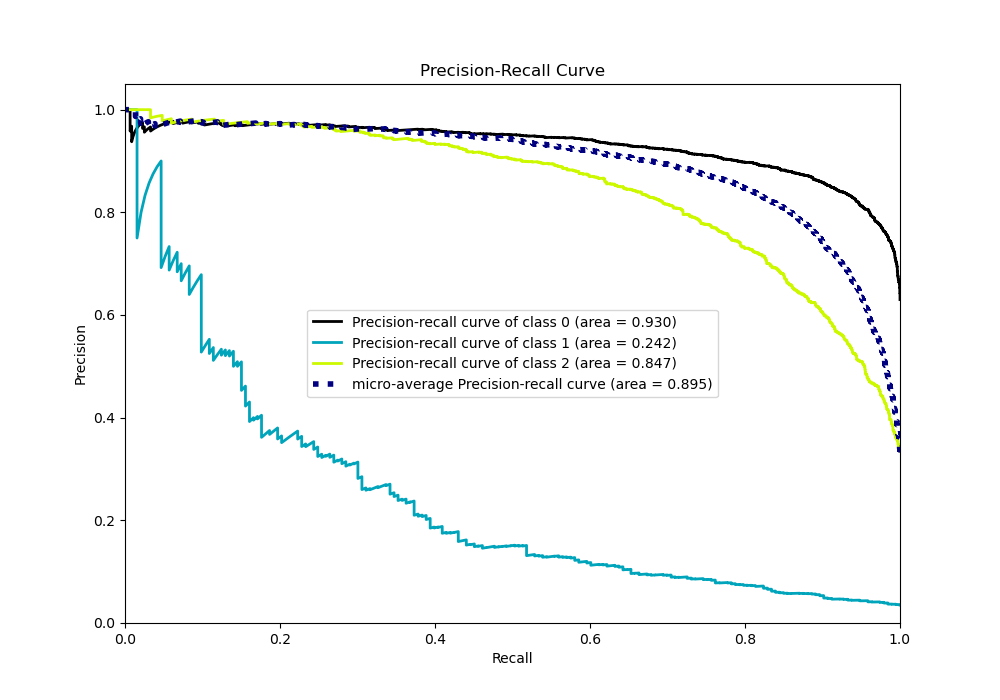 Precision-Recall Curve
1.0
0.8
0.6
0.4
0.2
0.0
Precision
Precision-recall curve of class 0 (area = 0.930)
Precision-recall curve of class 1 (area = 0.242)
Precision-recall curve of class 2 (area = 0.847)
micro-average Precision-recall curve (area = 0.895)
0.0 0.2 0.4 0.6 0.8 1.0
Recall